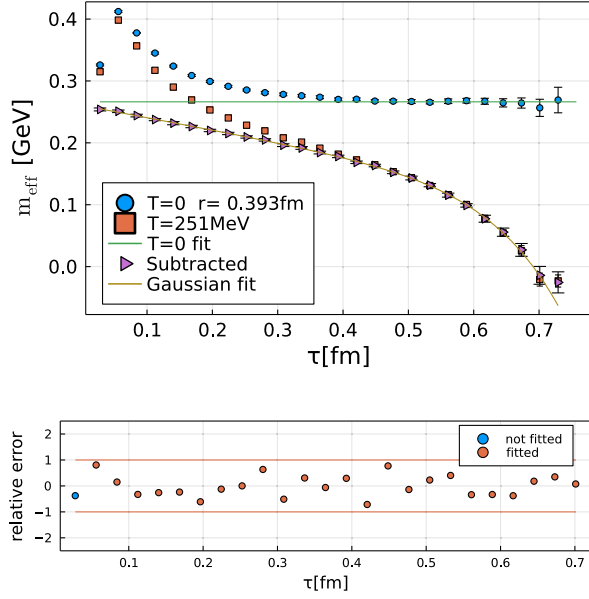 0.4
0.3
0.2
0.1
0.0
m_eff [GeV]
T=0 r= 0.393fm
T=251MeV
T=0 fit
Subtracted
Gaussian fit
0.1 0.2 0.3 0.4 0.5 0.6 0.7
τ[fm]
2
1
0
−1
−2
relative error
not fitted
fitted
0.1 0.2 0.3 0.4 0.5 0.6 0.7
τ[fm]